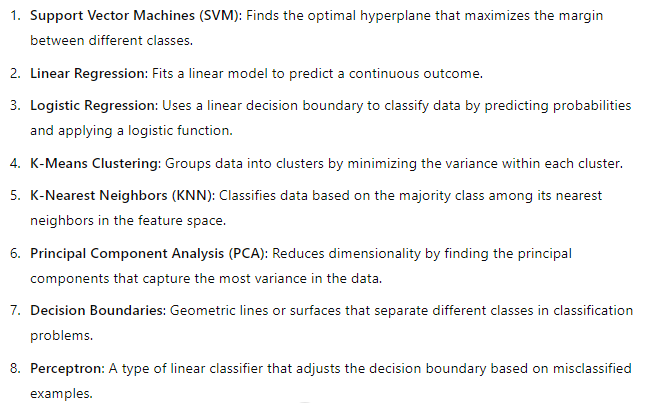 1. Support Vector Machines (SVM): Finds the optimal hyperplane that maximizes the margin
between different classes.
2. Linear Regression: Fits a linear model to predict a continuous outcome.
3. Logistic Regression: Uses a linear decision boundary to classify data by predicting probabilities
and applying a logistic function.
4. K-Means Clustering: Groups data into clusters by minimizing the variance within each cluster.
5. K-Nearest Neighbors (KNN): Classifies data based on the majority class among its nearest
neighbors in the feature space.
6. Principal Component Analysis (PCA): Reduces dimensionality by finding the principal
components that capture the most variance in the data.
7. Decision Boundaries: Geometric lines or surfaces that separate different classes in classification
problems.
8. Perceptron: A type of linear classifier that adjusts the decision boundary based on misclassified
examples.